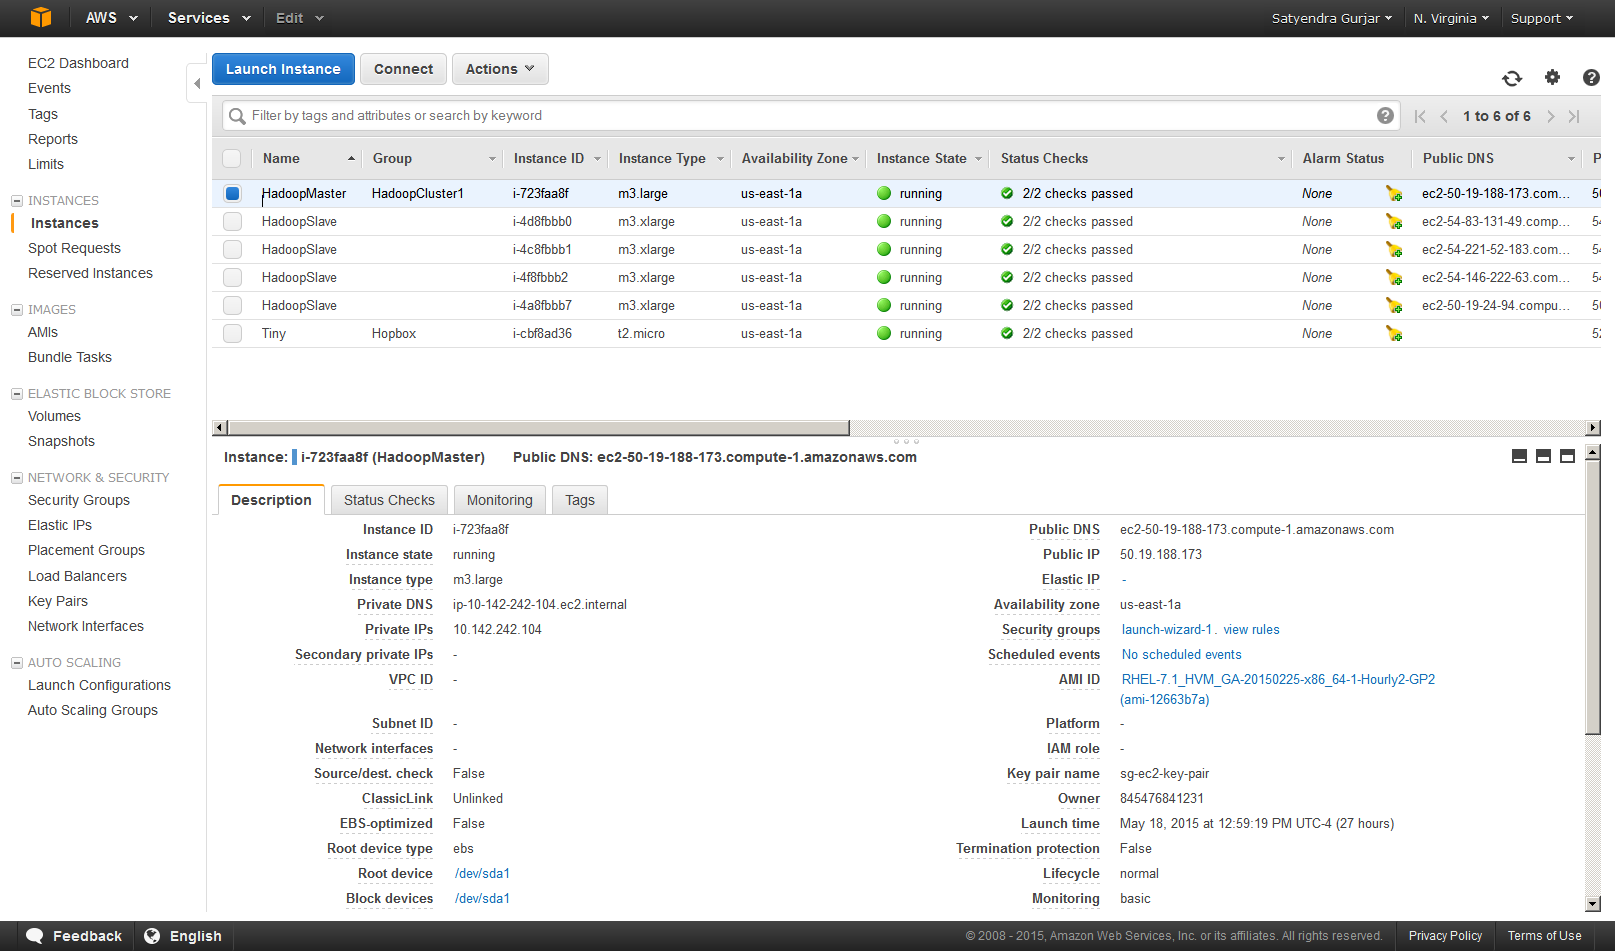 AWS Services Edit Satyendra Gurjar N. Virginia Support
EC2 Dashboard
Events
Tags
Reports
Limits
INSTANCES
Instances
Spot Requests
Reserved Instances
IMAGES
AMIs
Bundle Tasks
ELASTIC BLOCK STORE
Volumes
Snapshots
NETWORK & SECURITY
Security Groups
Elastic IPs
Placement Groups
Load Balancers
Key Pairs
Network Interfaces
AUTO SCALING
Launch Configurations
Auto Scaling Groups
Launch Instance Connect Actions
Filter by tags and attributes or search by keyword 1 to 6 of 6
Name Group Instance ID Instance Type Availability Zone Instance State Status Checks Alarm Status Public DNS P
HadoopMaster HadoopCluster1 i-723faa8f m3.large us-east-1a running 2/2 checks passed None ec2-50-19-188-173.com... 50
HadoopSlave i-4d8fbbb0 m3.xlarge us-east-1a running 2/2 checks passed None ec2-54-83-131-49.comp... 54
HadoopSlave i-4c8fbbb1 m3.xlarge us-east-1a running 2/2 checks passed None ec2-54-221-52-183.com... 54
HadoopSlave i-4f8fbbb2 m3.xlarge us-east-1a running 2/2 checks passed None ec2-54-146-222-63.com... 54
HadoopSlave i-4a8fbbb7 m3.xlarge us-east-1a running 2/2 checks passed None ec2-50-19-24-94.compu... 50
Tiny Hopbox i-cbf8ad36 t2.micro us-east-1a running 2/2 checks passed None 52
Instance: i-723faa8f (HadoopMaster) Public DNS: ec2-50-19-188-173.compute-1.amazonaws.com
Description Status Checks Monitoring Tags
Instance ID i-723faa8f Public DNS ec2-50-19-188-173.compute-1.amazonaws.com
Instance state running Public IP 50.19.188.173
Instance type m3.large Elastic IP -
Private DNS ip-10-142-242-104.ec2.internal Availability zone us-east-1a
Private IPs 10.142.242.104 Security groups launch-wizard-1. view rules
Secondary private IPs - Scheduled events No scheduled events
VPC ID - AMI ID RHEL-7.1_HVM_GA-20150225-x86_64-1-Hourly2-GP2
(ami-12663b7a)
Subnet ID - Platform -
Network interfaces - IAM role -
Source/dest. check False Key pair name sg-ec2-key-pair
ClassicLink Unlinked Owner 845476841231
EBS-optimized False Launch time May 18, 2015 at 12:59:19 PM UTC-4 (27 hours)
Root device type ebs Termination protection False
Root device /dev/sda1 Lifecycle normal
Block devices /dev/sda1 Monitoring basic
Feedback English © 2008 - 2015, Amazon Web Services, Inc. or its affiliates. All rights reserved. Privacy Policy Terms of Use